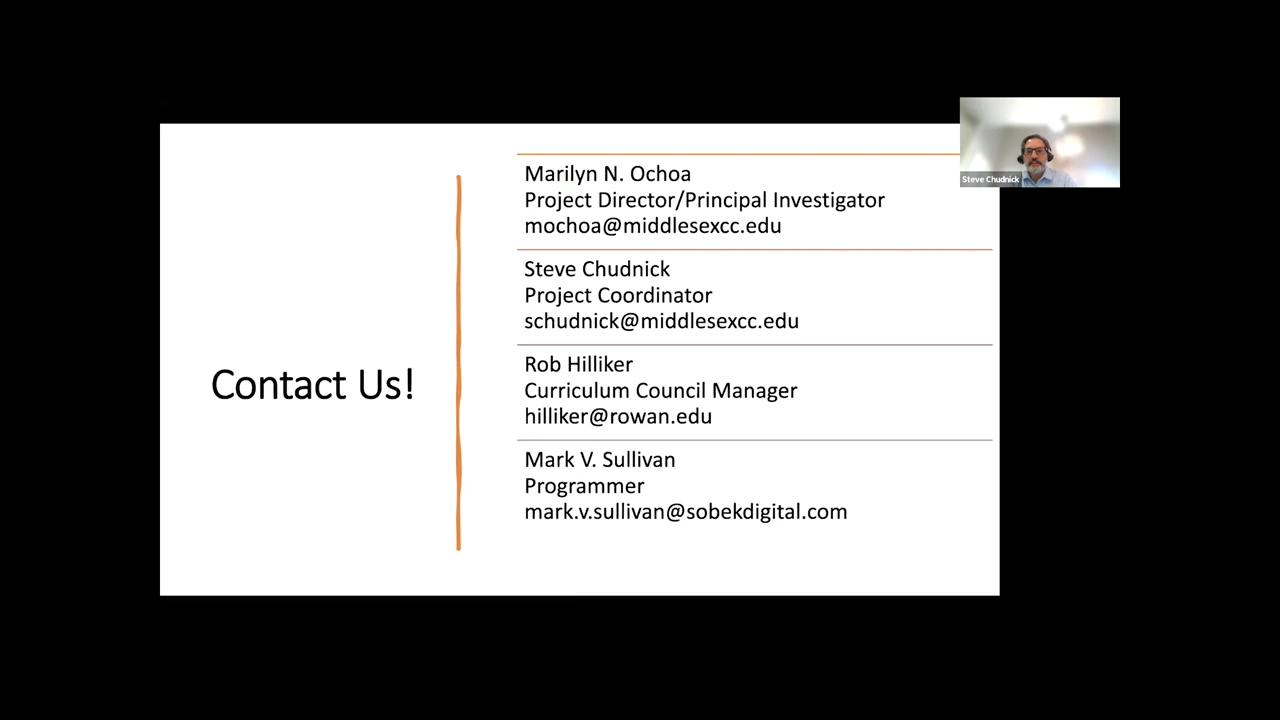 Contact Us!
Marilyn N. Ochoa
Project Director/Principal Investigator
mochoa@middlesexcc.edu
Steve Chudnick
Project Coordinator
schudnick@middlesexcc.edu
Rob Hilliker
Curriculum Council Manager
hilliker@rowan.edu
Mark V. Sullivan
Programmer
mark.v.sullivan@sobekdigital.com
Steve Chudnick